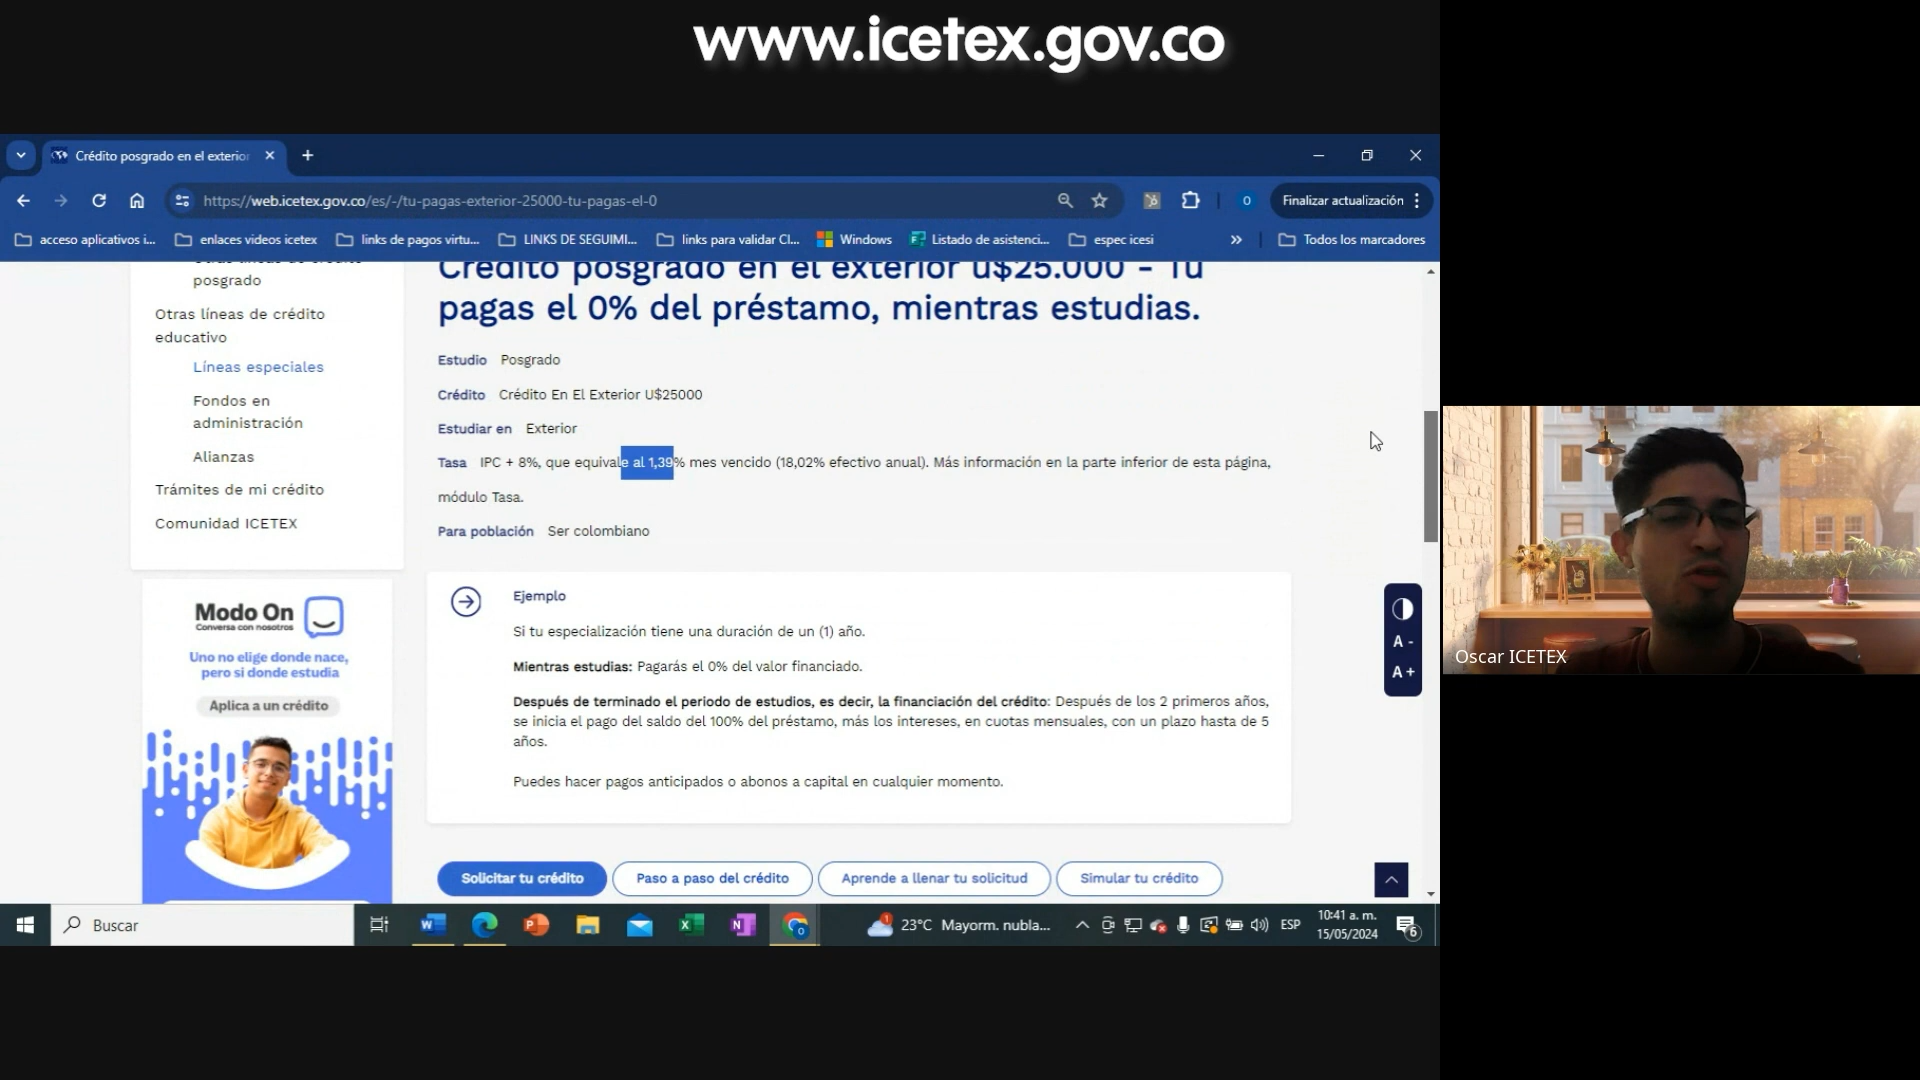 www.icetex.gov.co
Crédito posgrado en el exterior
https://web.icetex.gov.co/es/-/tu-pagas-exterior-25000-tu-pagas-el-0
O
Finalizar actualización
acceso aplicativos i...
enlaces videos icetex
links de pagos virtu...
LINKS DE SEGUIMI...
links para validar CI...
Windows
Listado de asistenci...
espec icesi
»
Todos los marcadores
posgrado
Otras líneas de crédito
educativo
Líneas especiales
Fondos en
administración
Alianzas
Trámites de mi crédito
Comunidad ICETEX
Modo On
Conversa con nosotros
Uno no elige donde nace,
pero si donde estudia
Aplica a un crédito
Crédito posgrado en el exterior u$25.000 - Tu
pagas el 0% del préstamo, mientras estudias.
Estudio Posgrado
Crédito Crédito En El Exterior U$25000
Estudiar en Exterior
Tasa IPC + 8%, que equivale al 1,39% mes vencido (18,02% efectivo anual). Más información en la parte inferior de esta página,
módulo Tasa.
Para población Ser colombiano
Ejemplo
Si tu especialización tiene una duración de un (1) año.
Mientras estudias: Pagarás el 0% del valor financiado.
Después de terminado el periodo de estudios, es decir, la financiación del crédito: Después de los 2 primeros años,
se inicia el pago del saldo del 100% del préstamo, más los intereses, en cuotas mensuales, con un plazo hasta de 5
años.
Puedes hacer pagos anticipados o abonos a capital en cualquier momento.
Solicitar tu crédito
Paso a paso del crédito
Aprende a llenar tu solicitud
Simular tu crédito
A -
A +
Oscar ICETEX
Buscar
23°C Mayorm. nubla...
ESP
10:41 a. m.
15/05/2024
6